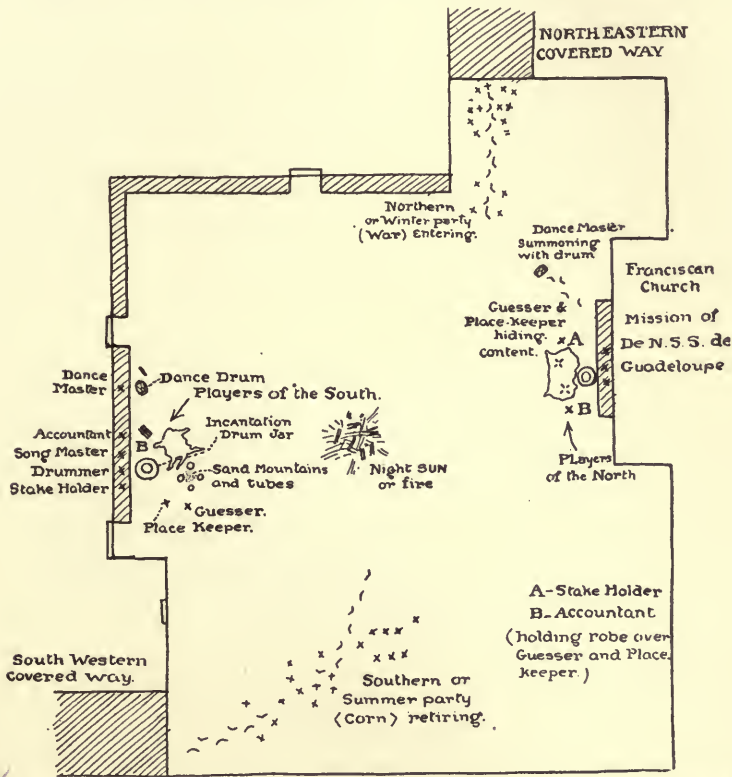 NORTH EASTERN
COVERED WAY
Northern
or Winter party
(War) Entering.
Dance Master
Summoning
with drum
Franciscan
Church
Mission of
De N.S.S. de
Guadeloupe
Guesser &
Place-Keeper
hiding
content.
A
B
Players
of the North
Dance
Master
Dance Drum
Players of the South.
Accountant
B
Song Master
Drummer
Stake Holder
Incantation
Drum Jar
Sand Mountains
and tubes
Guesser.
Place Keeper.
Night SUN
or fire
A-Stake Holder
B-Accountant
(holding robe over
Guesser and Place
keeper.)
South Western
Covered Way.
Southern or
Summer party
(Corn) retiring.